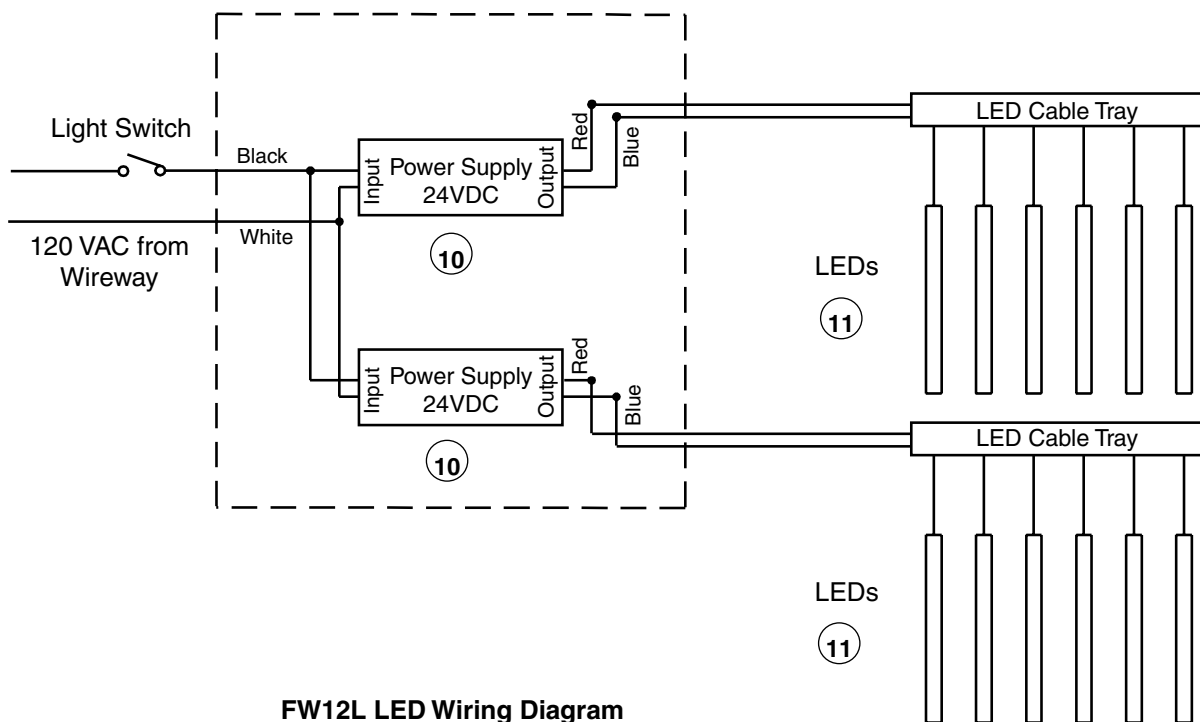 Light Switch
120 VAC from
Wireway
Black
White
Input
Power Supply
24VDC
Output
Red
Blue
10
LED Cable Tray
LEDs
11
Input
Power Supply
24VDC
Output
Red
Blue
10
LED Cable Tray
LEDs
11
FW12L LED Wiring Diagram